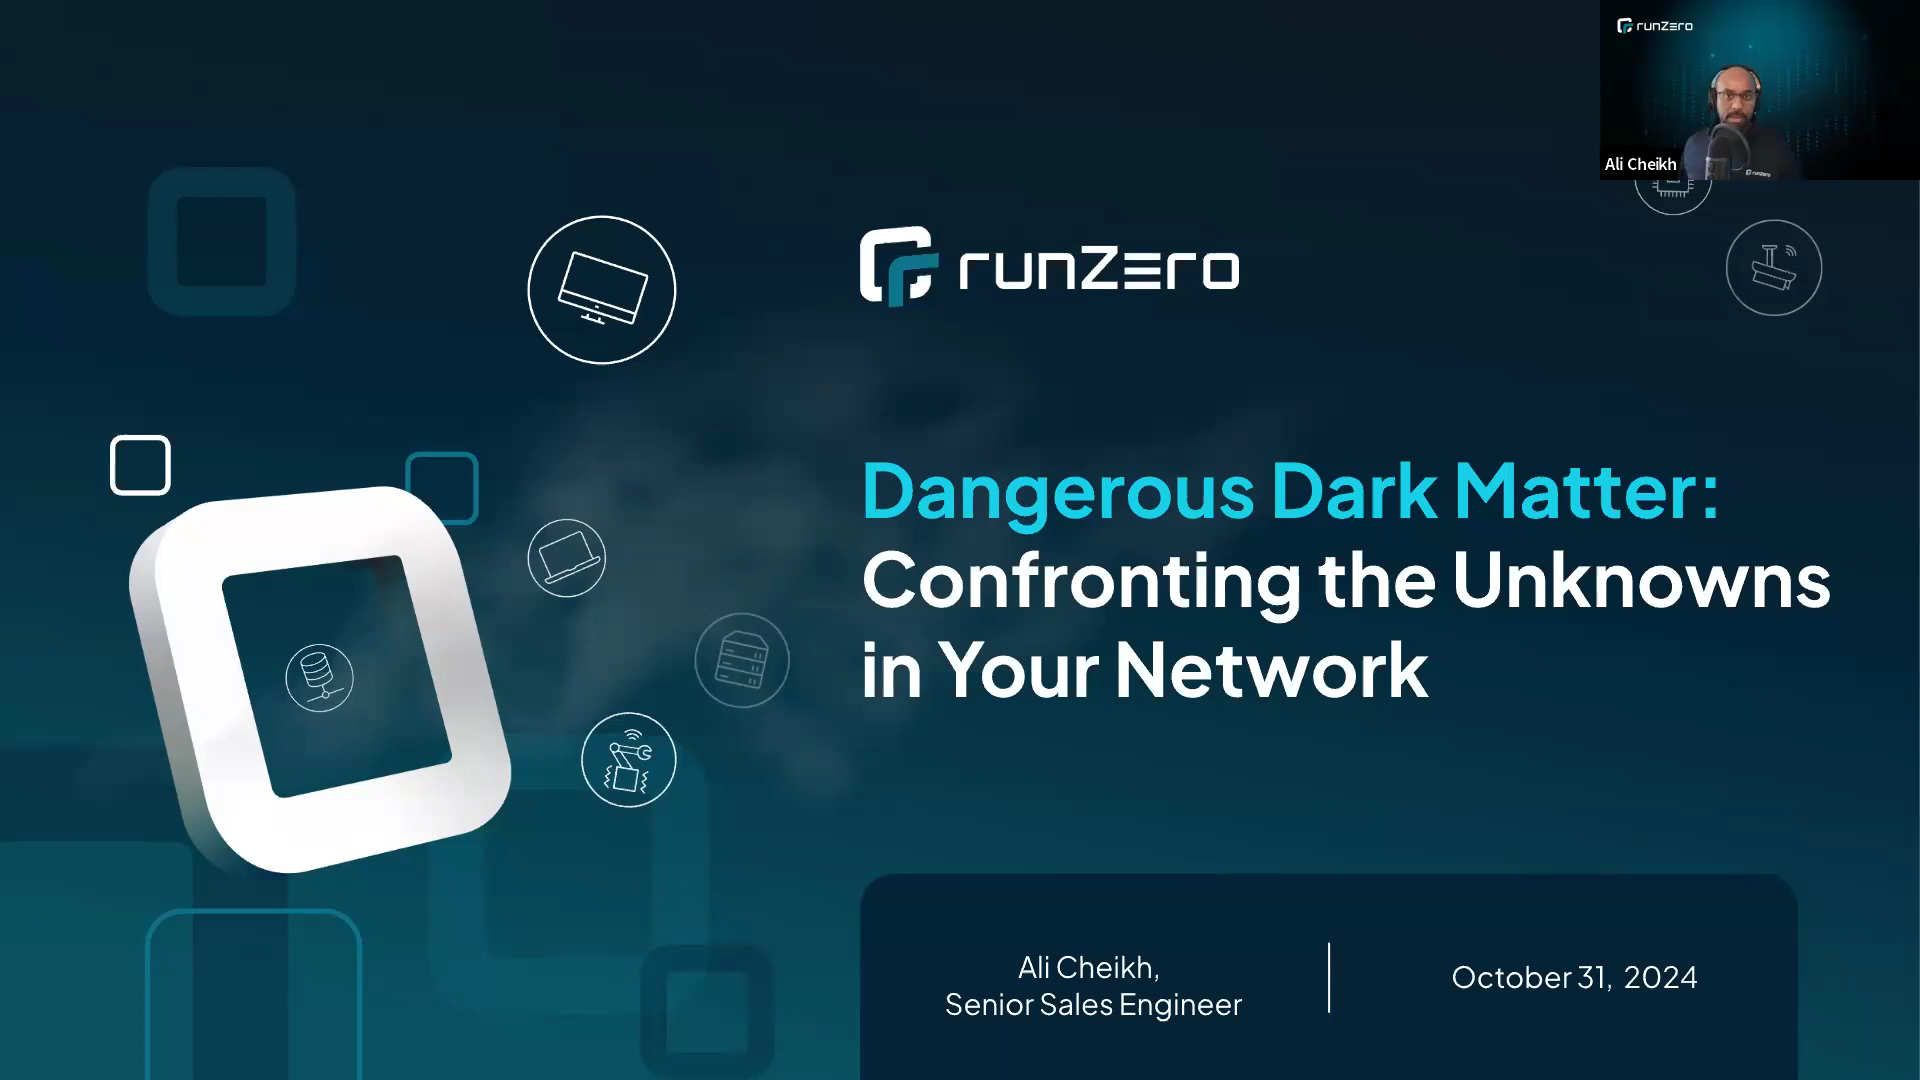 runZero
Ali Cheikh
runZero
runZero
Dangerous Dark Matter:
Confronting the Unknowns
in Your Network
Ali Cheikh,
Senior Sales Engineer
October 31, 2024